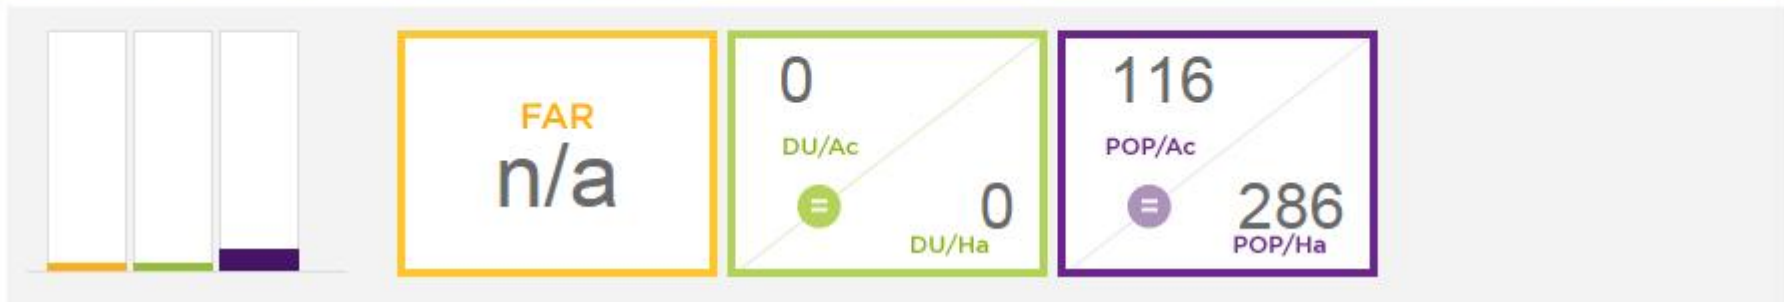 FAR
n/a
0
DU/Ac
=
0
DU/Ha
116
POP/Ac
=
286
POP/Ha